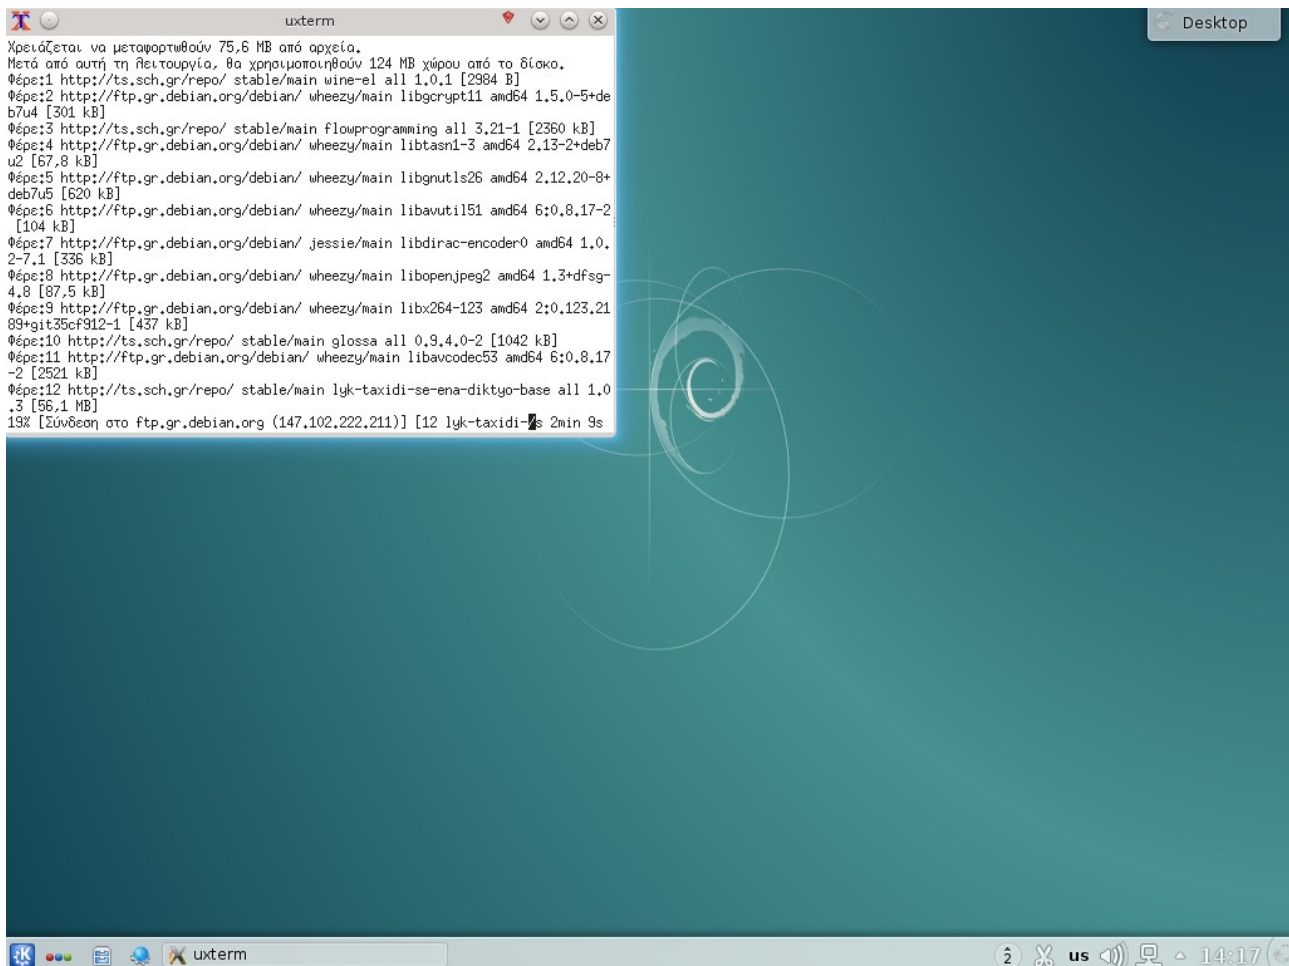 uxterm
Desktop
Χρειάζεται να μεταφορτωθούν 75,6 MB από αρχεία.
Μετά από αυτή τη λειτουργία, θα χρησιμοποιηθούν 124 MB χώρου από το δίσκο.
Φέρε:1 http://ts.sch.gr/repo/ stable/main wine-el all 1.0.1 [2984 B]
Φέρε:2 http://ftp.gr.debian.org/debian/ wheezy/main libgcrypt11 amd64 1.5.0-5+de
b7u4 [301 kB]
Φέρε:3 http://ts.sch.gr/repo/ stable/main flowprogramming all 3.21-1 [2360 kB]
Φέρε:4 http://ftp.gr.debian.org/debian/ wheezy/main libtasn1-3 amd64 2.13-2+deb7
u2 [67,8 kB]
Φέρε:5 http://ftp.gr.debian.org/debian/ wheezy/main libgnutls26 amd64 2.12.20-8+
deb7u5 [620 kB]
Φέρε:6 http://ftp.gr.debian.org/debian/ wheezy/main libavutil51 amd64 6:0.8.17-2
[104 kB]
Φέρε:7 http://ftp.gr.debian.org/debian/ jessie/main libdirac-encoder0 amd64 1.0.
2-7.1 [336 kB]
Φέρε:8 http://ftp.gr.debian.org/debian/ wheezy/main libopenjpeg2 amd64 1.3+dfsg-
4.8 [87,5 kB]
Φέρε:9 http://ftp.gr.debian.org/debian/ wheezy/main libx264-123 amd64 2:0.123.21
89+git35cf912-1 [437 kB]
Φέρε:10 http://ts.sch.gr/repo/ stable/main glossa all 0.9.4.0-2 [1042 kB]
Φέρε:11 http://ftp.gr.debian.org/debian/ wheezy/main libavcodec53 amd64 6:0.8.17
-2 [2521 kB]
Φέρε:12 http://ts.sch.gr/repo/ stable/main lyk-taxidi-se-ena-diktyo-base all 1.0
.3 [56,1 MB]
19% [Σύνδεση στο ftp.gr.debian.org (147.102.222.211)] [12 lyk-taxidi-/s 2min 9s
uxterm
2
us
14:17